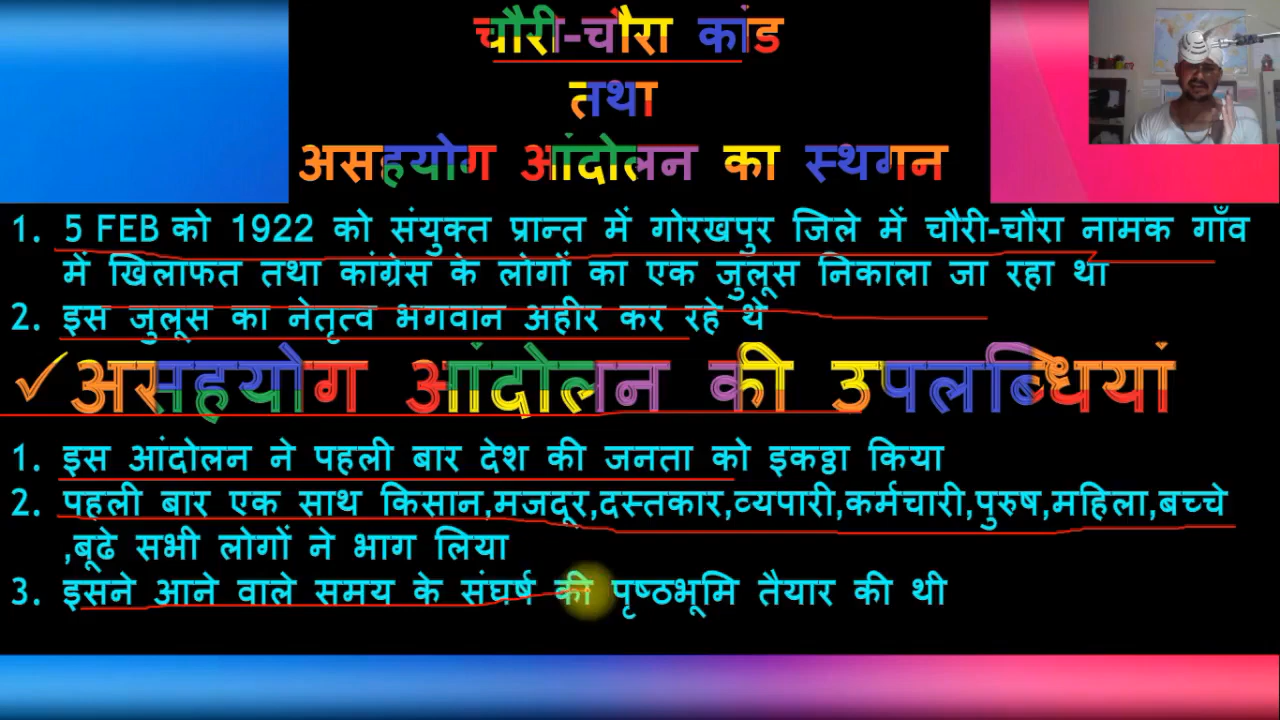 चौरी-चौरा कांड
तथा
असहयोग आंदोलन का स्थगन
1. 5 FEB को 1922 को संयुक्त प्रान्त में गोरखपुर जिले में चौरी-चौरा नामक गाँव
में खिलाफत तथा कांग्रेस के लोगों का एक जुलूस निकाला जा रहा था
2. इस जुलूस का नेतृत्व भगवान अहीर कर रहे थे
✓असहयोग आंदोलन की उपलब्धियां
1. इस आंदोलन ने पहली बार देश की जनता को इकठ्ठा किया
2. पहली बार एक साथ किसान,मजदूर,दस्तकार,व्यपारी,कर्मचारी,पुरुष,महिला,बच्चे
,बूढे सभी लोगों ने भाग लिया
3. इसने आने वाले समय के संघर्ष की पृष्ठभूमि तैयार की थी